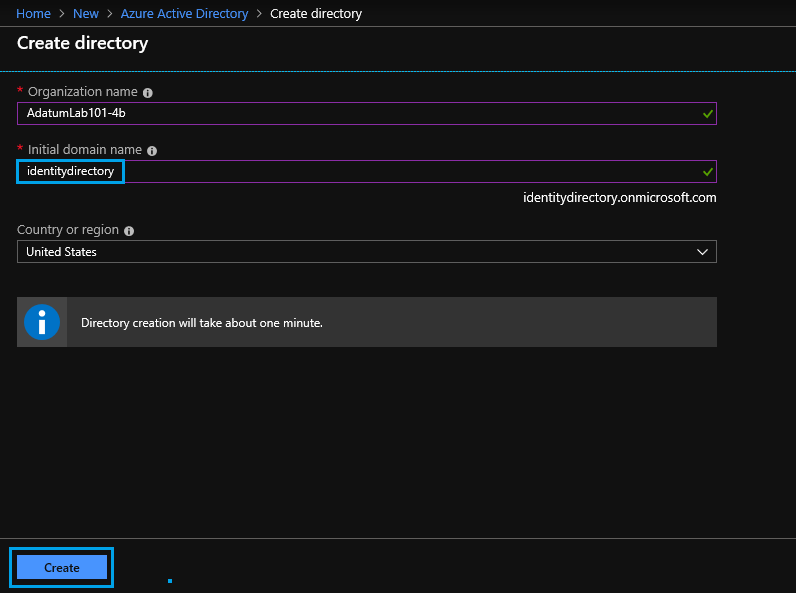 Home > New > Azure Active Directory > Create directory
Create directory
* Organization name
AdatumLab101-4b
* Initial domain name
identitydirectory
identitydirectory.onmicrosoft.com
Country or region
United States
Directory creation will take about one minute.
Create